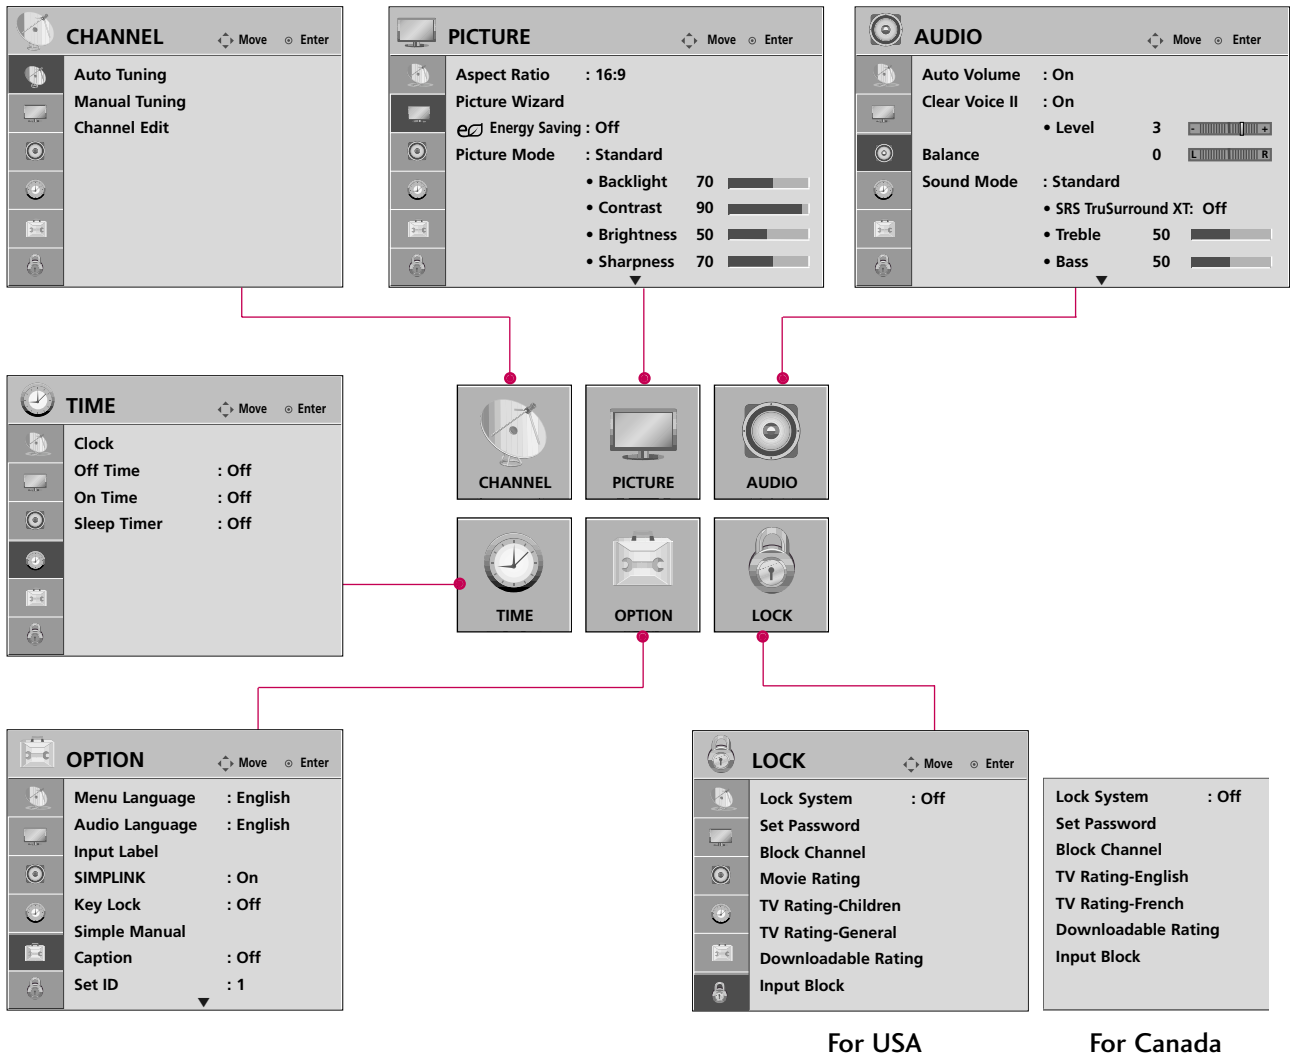 CHANNEL Move Enter
Auto Tuning
Manual Tuning
Channel Edit
PICTURE Move Enter
Aspect Ratio : 16:9
Picture Wizard
Energy Saving : Off
Picture Mode : Standard
• Backlight 70
• Contrast 90
• Brightness 50
• Sharpness 70
AUDIO Move Enter
Auto Volume : On
Clear Voice II : On
• Level 3 - +
Balance 0 L R
Sound Mode : Standard
• SRS TruSurround XT: Off
• Treble 50
• Bass 50
TIME Move Enter
Clock
Off Time : Off
On Time : Off
Sleep Timer : Off
CHANNEL PICTURE AUDIO
TIME OPTION LOCK
OPTION Move Enter
Menu Language : English
Audio Language : English
Input Label
SIMPLINK : On
Key Lock : Off
Simple Manual
Caption : Off
Set ID : 1
LOCK Move Enter
Lock System : Off
Set Password
Block Channel
Movie Rating
TV Rating-Children
TV Rating-General
Downloadable Rating
Input Block
For USA
Lock System : Off
Set Password
Block Channel
TV Rating-English
TV Rating-French
Downloadable Rating
Input Block
For Canada